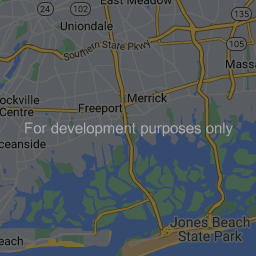 East Meadow
24
102
135
Uniondale
Southern State Pkwy
105
Massa
ockville
Centre
Merrick
Freeport
For development purposes only
ceanside
Jones Beach
State Park
each